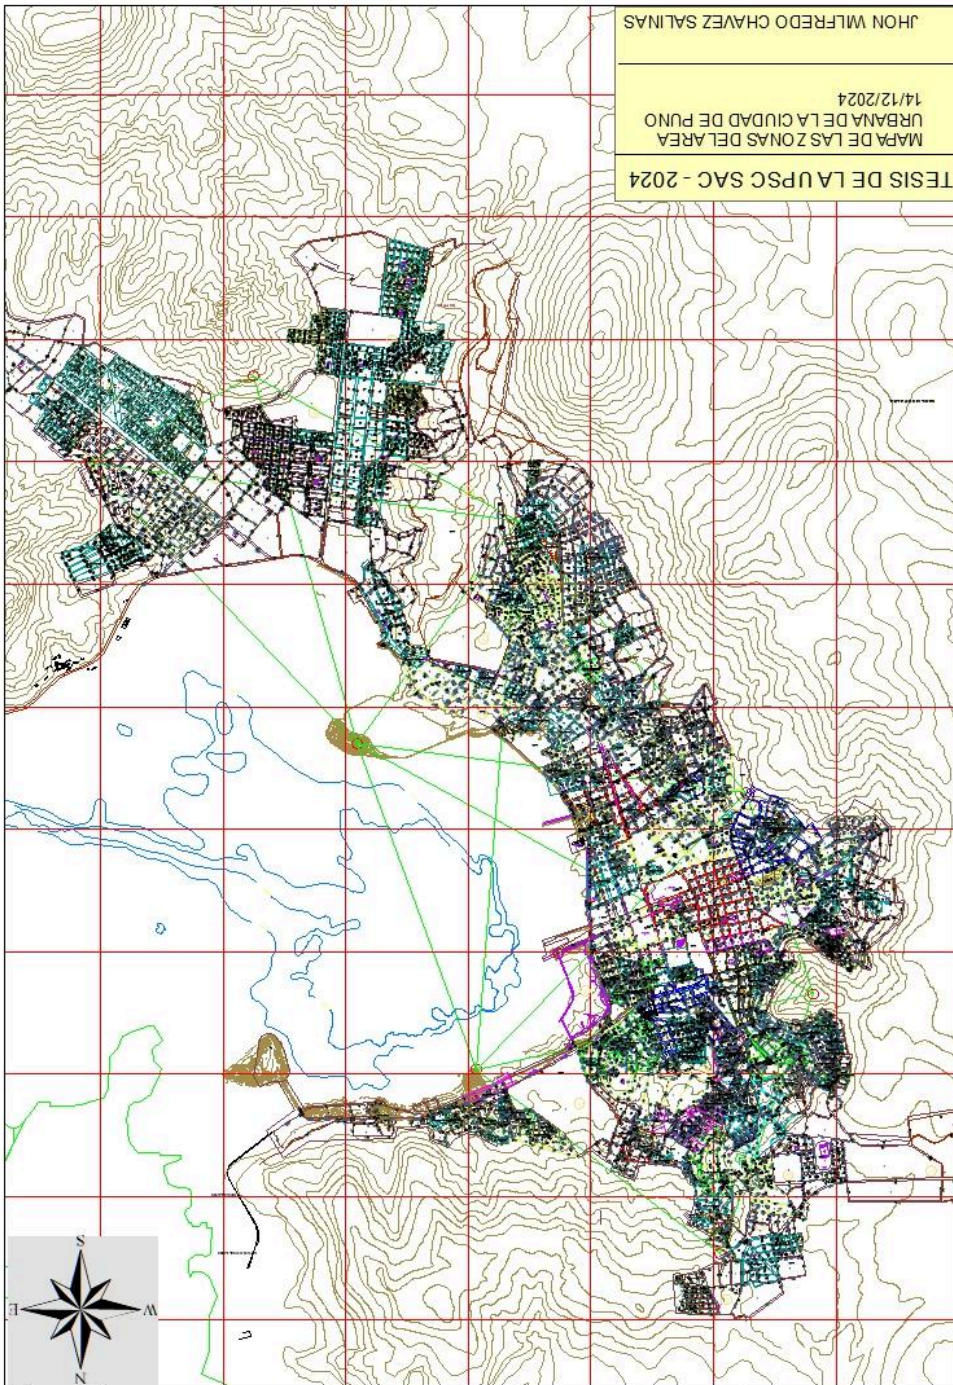 TESIS DE LA UPSC SAC - 2024
MAPA DE LAS ZONAS DEL AREA
URBANA DE LA CIUDAD DE PUNO
14/12/2024
JHON WILFREDO CHAVEZ SALINAS
N
W
E
S